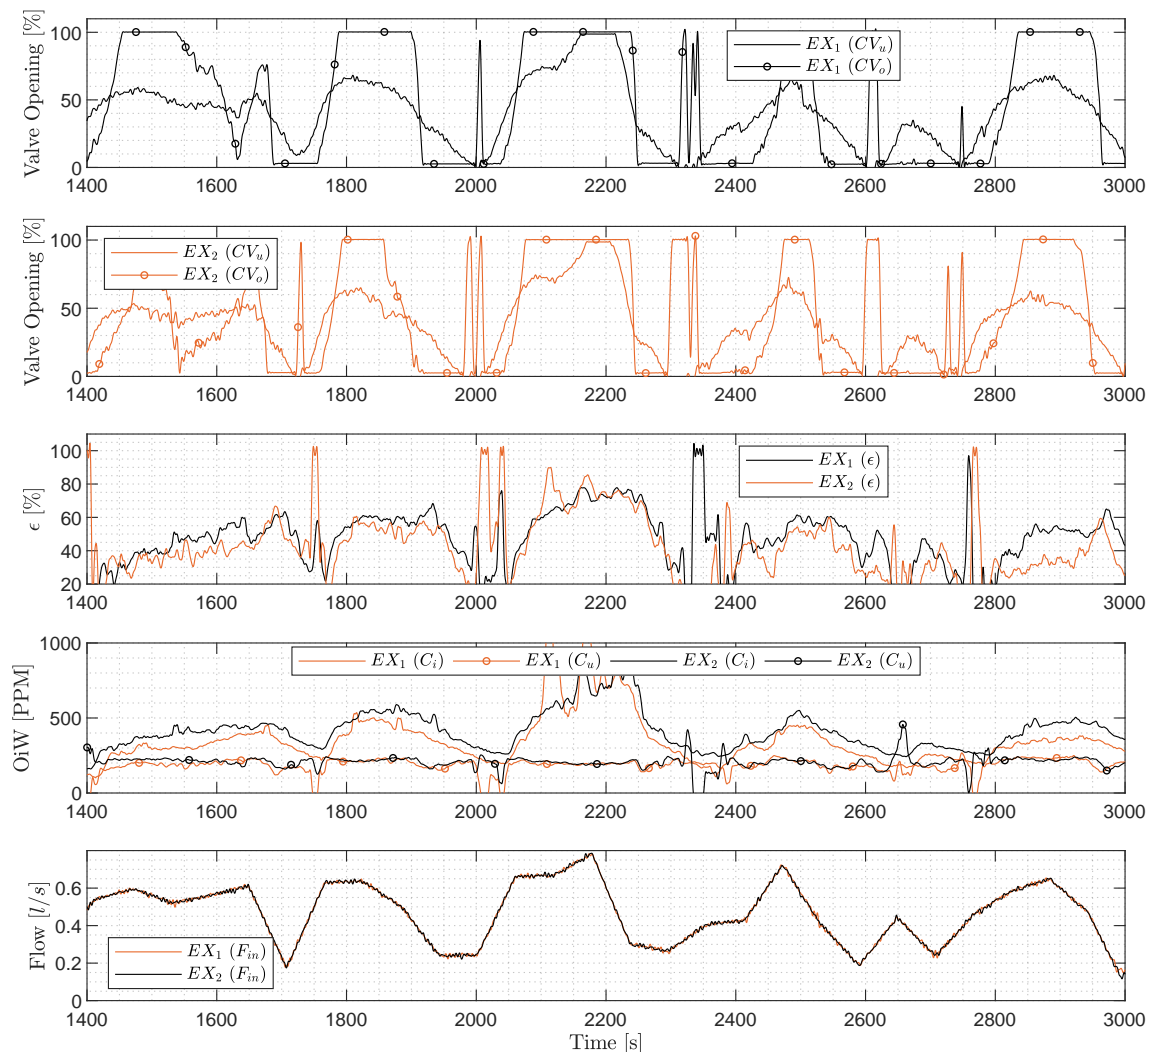 Valve Opening [%]
100
50
0
EX₁ (CVᵤ)
EX₁ (CVₒ)
1400 1600 1800 2000 2200 2400 2600 2800 3000
Valve Opening [%]
100
50
0
EX₂ (CVᵤ)
EX₂ (CVₒ)
1400 1600 1800 2000 2200 2400 2600 2800 3000
ϵ [%]
100
80
60
40
20
EX₁ (ϵ)
EX₂ (ϵ)
1400 1600 1800 2000 2200 2400 2600 2800 3000
OiW [PPM]
1000
500
0
EX₁ (Cᵢ) EX₁ (Cᵤ) EX₂ (Cᵢ) EX₂ (Cᵤ)
1400 1600 1800 2000 2200 2400 2600 2800 3000
Flow [l/s]
0.6
0.4
0.2
0
EX₁ (Fᵢₙ)
EX₂ (Fᵢₙ)
1400 1600 1800 2000 2200 2400 2600 2800 3000
Time [s]